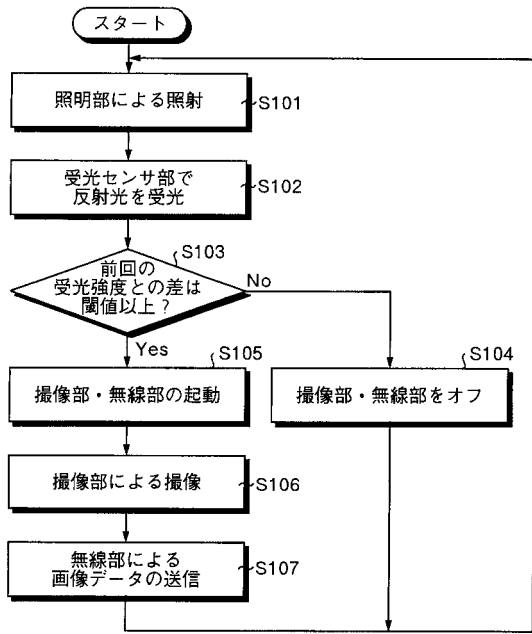 スタート
照明部による照射
S101
受光センサ部で
反射光を受光
S102
S103
前回の
受光強度との差は
閾値以上?
No
Yes
S105
撮像部・無線部の起動
S104
撮像部・無線部をオフ
撮像部による撮像
S106
無線部による
画像データの送信
S107